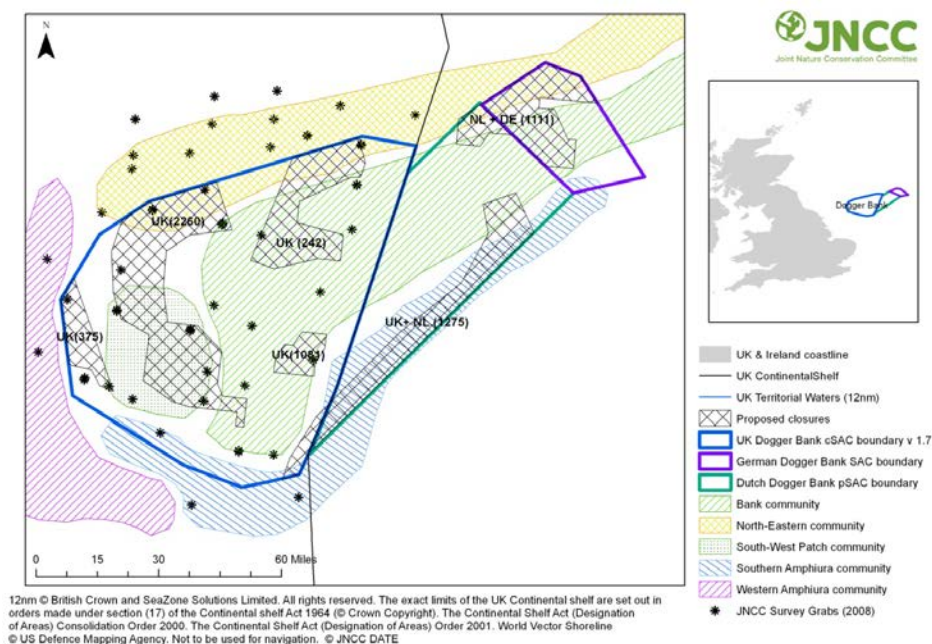 N
JNCC
Joint Nature Conservation Committee
NL + DE (1111)
UK(2260)
UK (242)
UK+ NL (1275)
UK(375)
UK(1081)
Dogger Bank
0 15 30 60 Miles
UK & Ireland coastline
UK ContinentalShelf
UK Territorial Waters (12nm)
Proposed closures
UK Dogger Bank cSAC boundary v 1.7
German Dogger Bank SAC boundary
Dutch Dogger Bank pSAC boundary
Bank community
North-Eastern community
South-West Patch community
Southern Amphiura community
Western Amphiura community
JNCC Survey Grabs (2008)
12nm © British Crown and SeaZone Solutions Limited. All rights reserved. The exact limits of the UK Continental shelf are set out in
orders made under section (17) of the Continental shelf Act 1964 (© Crown Copyright). The Continental Shelf Act (Designation
of Areas) Consolidation Order 2000. The Continental Shelf Act (Designation of Areas) Order 2001. World Vector Shoreline
© US Defence Mapping Agency. Not to be used for navigation. © JNCC DATE